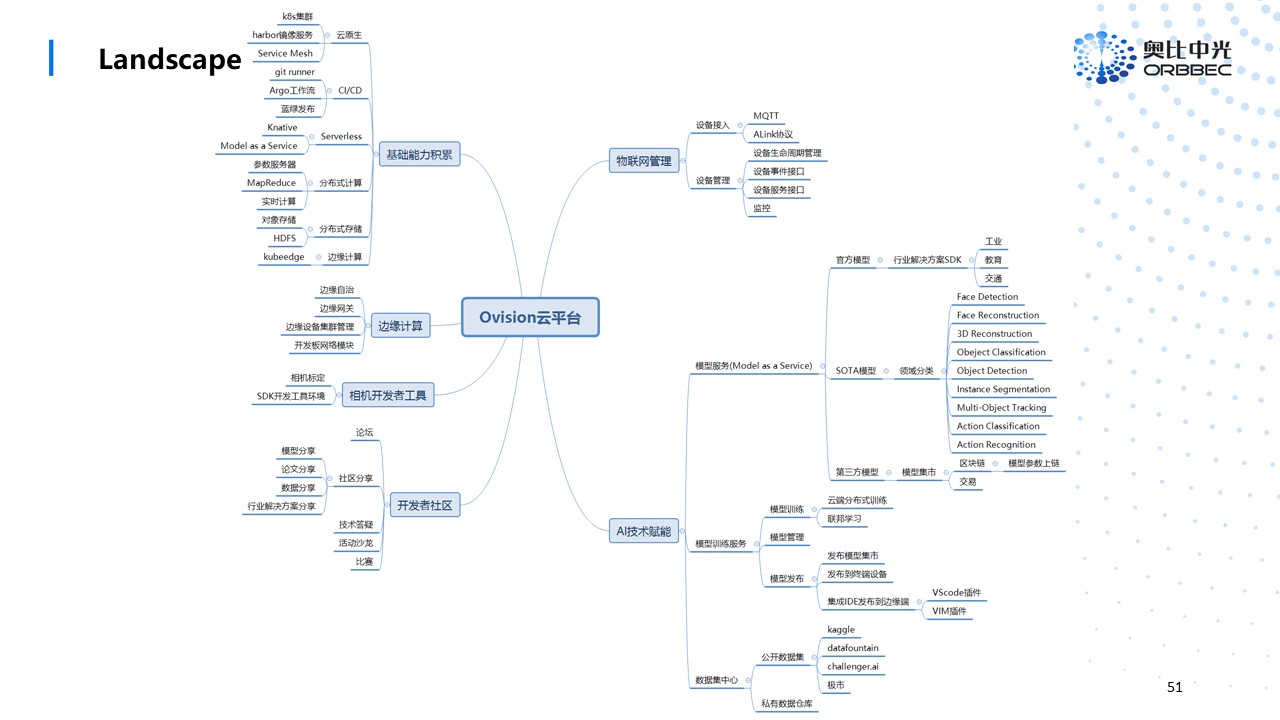 Landscape
奥比中光
ORBBEC
Ovision云平台
基础能力积累
云原生
k8s集群
harbor镜像服务
Service Mesh
CI/CD
git runner
Argo工作流
蓝绿发布
Serverless
Knative
Model as a Service
分布式计算
参数服务器
MapReduce
实时计算
分布式存储
对象存储
HDFS
边缘计算
kubeedge
边缘计算
边缘自治
边缘网关
边缘设备集群管理
开发板网络模块
相机开发者工具
相机标定
SDK开发工具环境
开发者社区
论坛
社区分享
模型分享
论文分享
数据分享
行业解决方案分享
技术答疑
活动沙龙
比赛
物联网管理
设备接入
MQTT
ALink协议
设备管理
设备生命周期管理
设备事件接口
设备服务接口
监控
AI技术赋能
模型服务(Model as a Service)
官方模型
行业解决方案SDK
工业
教育
交通
SOTA模型
领域分类
Face Detection
Face Reconstruction
3D Reconstruction
Obeject Classification
Object Detection
Instance Segmentation
Multi-Object Tracking
Action Classification
Action Recognition
第三方模型
模型集市
区块链
模型参数上链
交易
模型训练服务
模型训练
云端分布式训练
联邦学习
模型管理
模型发布
发布模型集市
发布到终端设备
集成IDE发布到边缘端
VScode插件
VIM插件
数据集中心
公开数据集
kaggle
datafountain
challenger.ai
极市
私有数据仓库
51